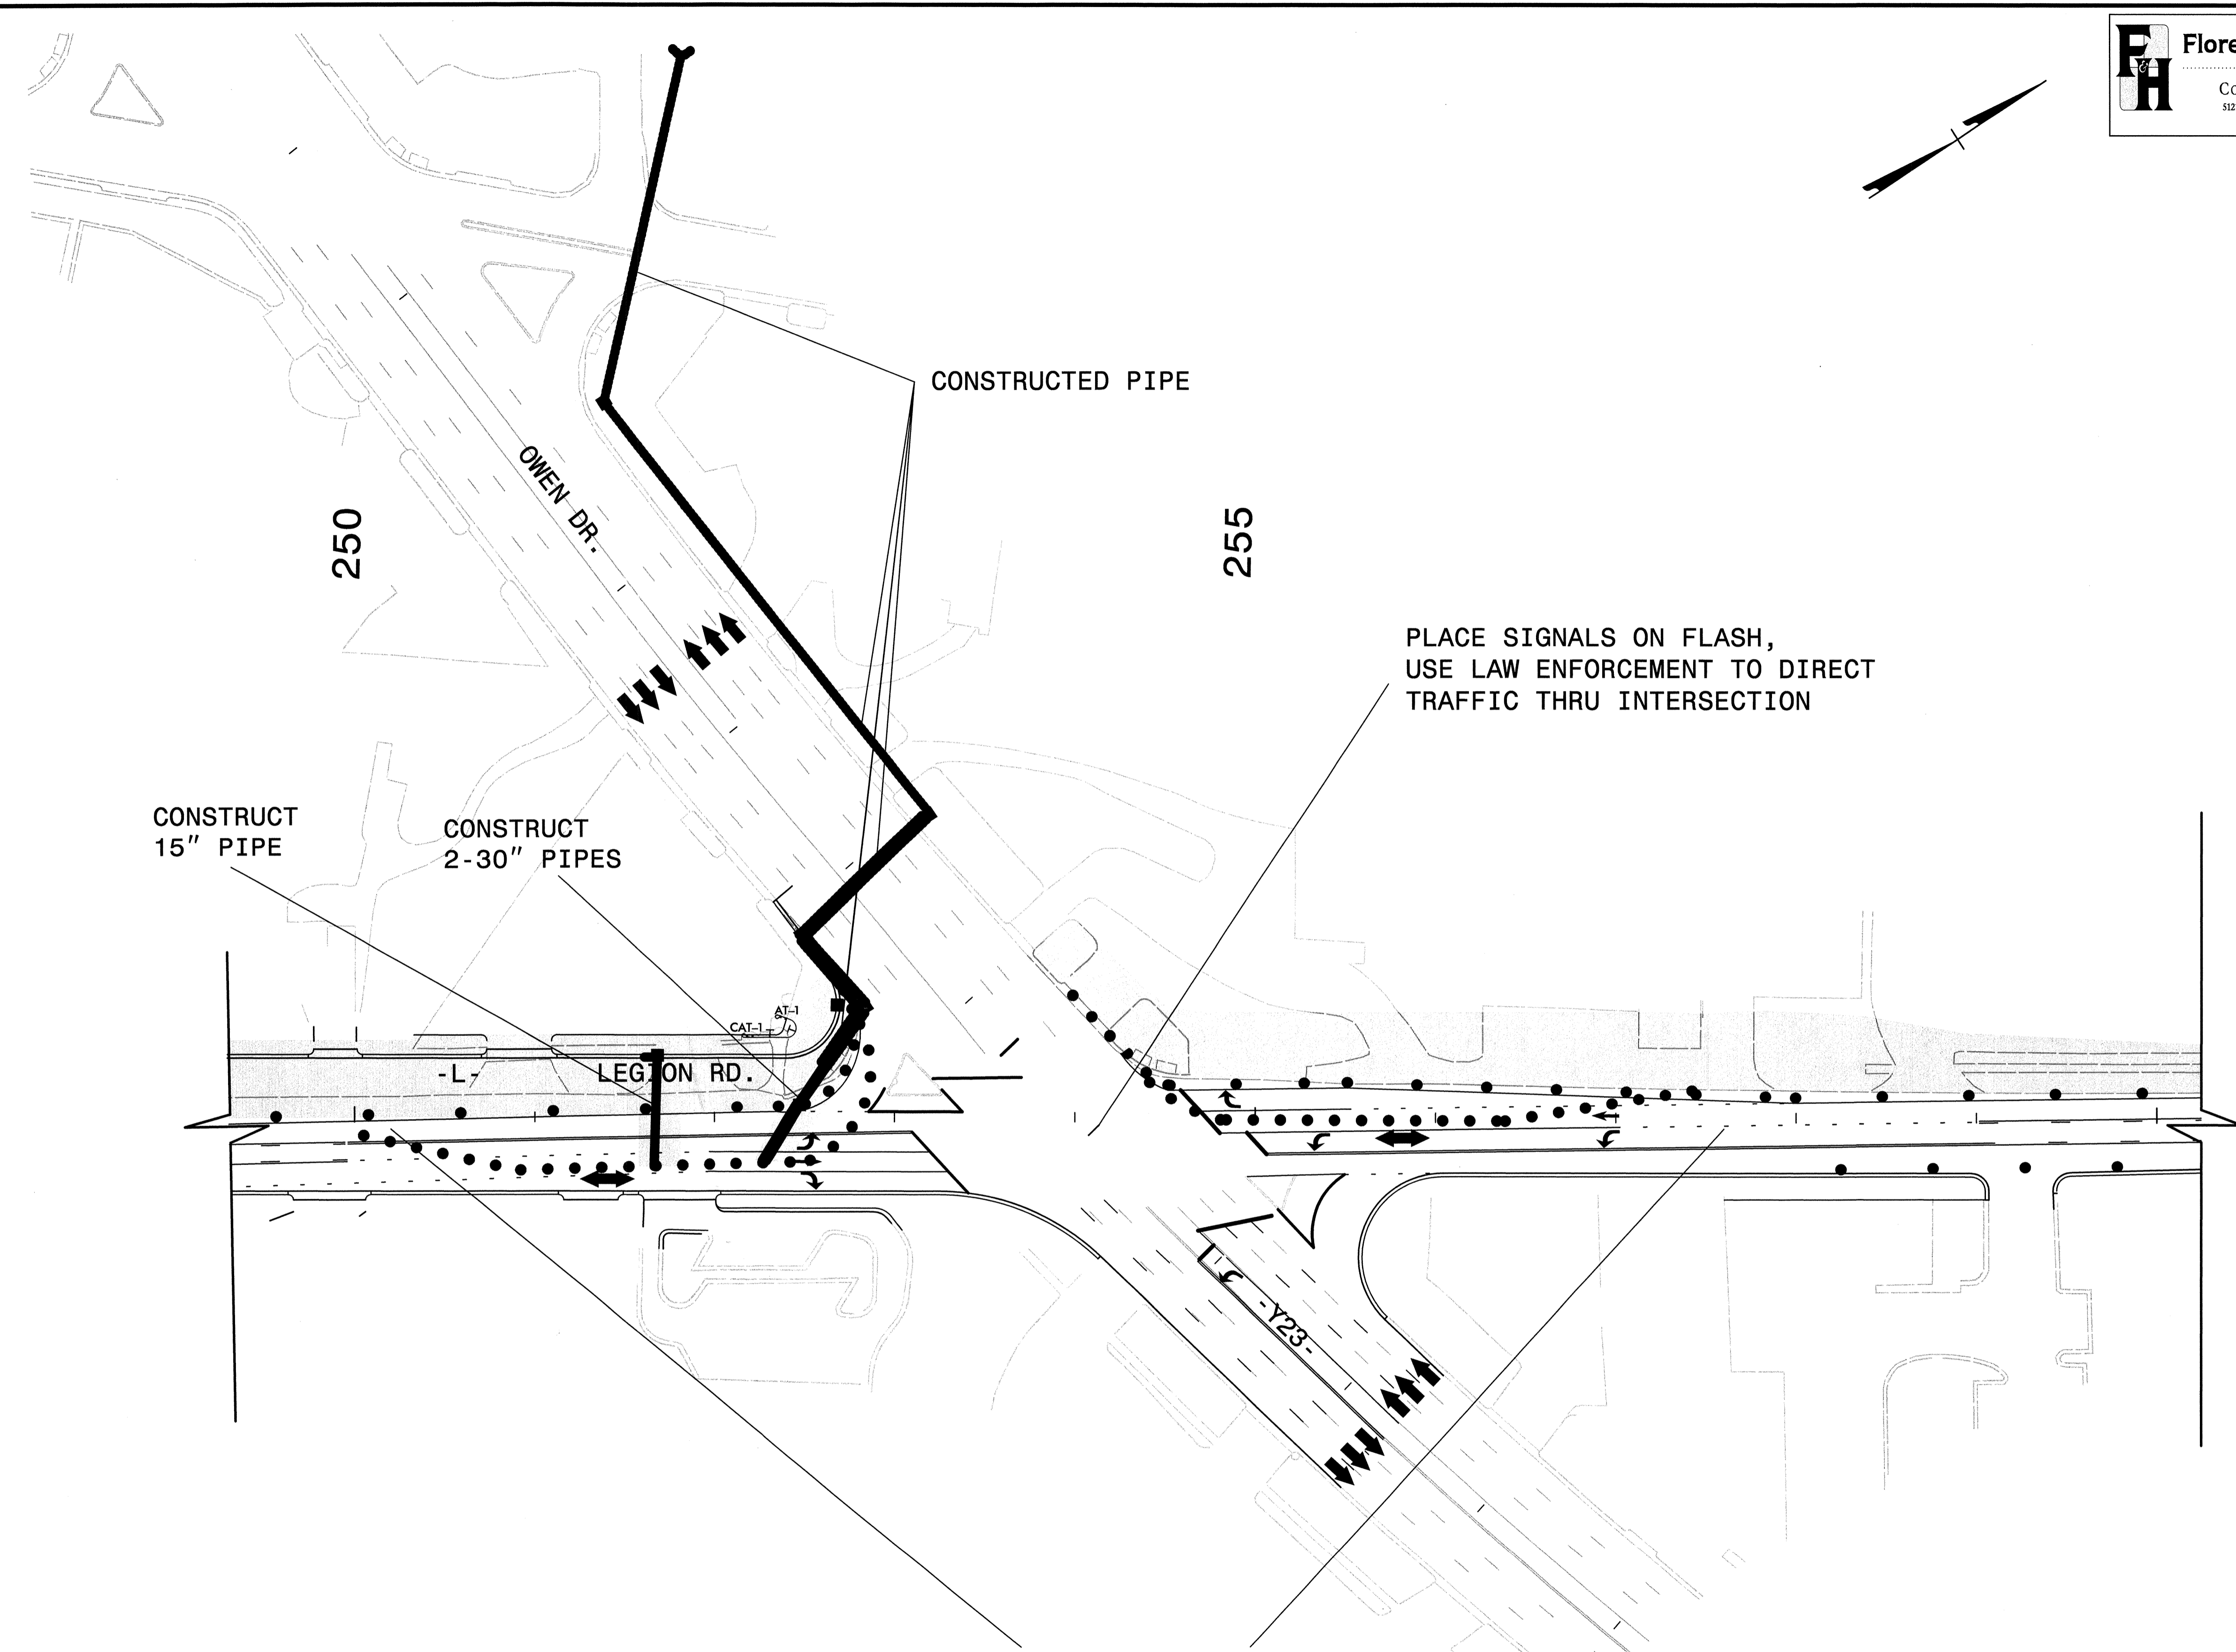 F&H
CONSTRUCTED PIPE
OWEN DR.
250
255
PLACE SIGNALS ON FLASH,
USE LAW ENFORCEMENT TO DIRECT
TRAFFIC THRU INTERSECTION
CONSTRUCT
15" PIPE
CONSTRUCT
2-30" PIPES
AT-1
CAT-1
-L-
LEGION RD.
-Y23-